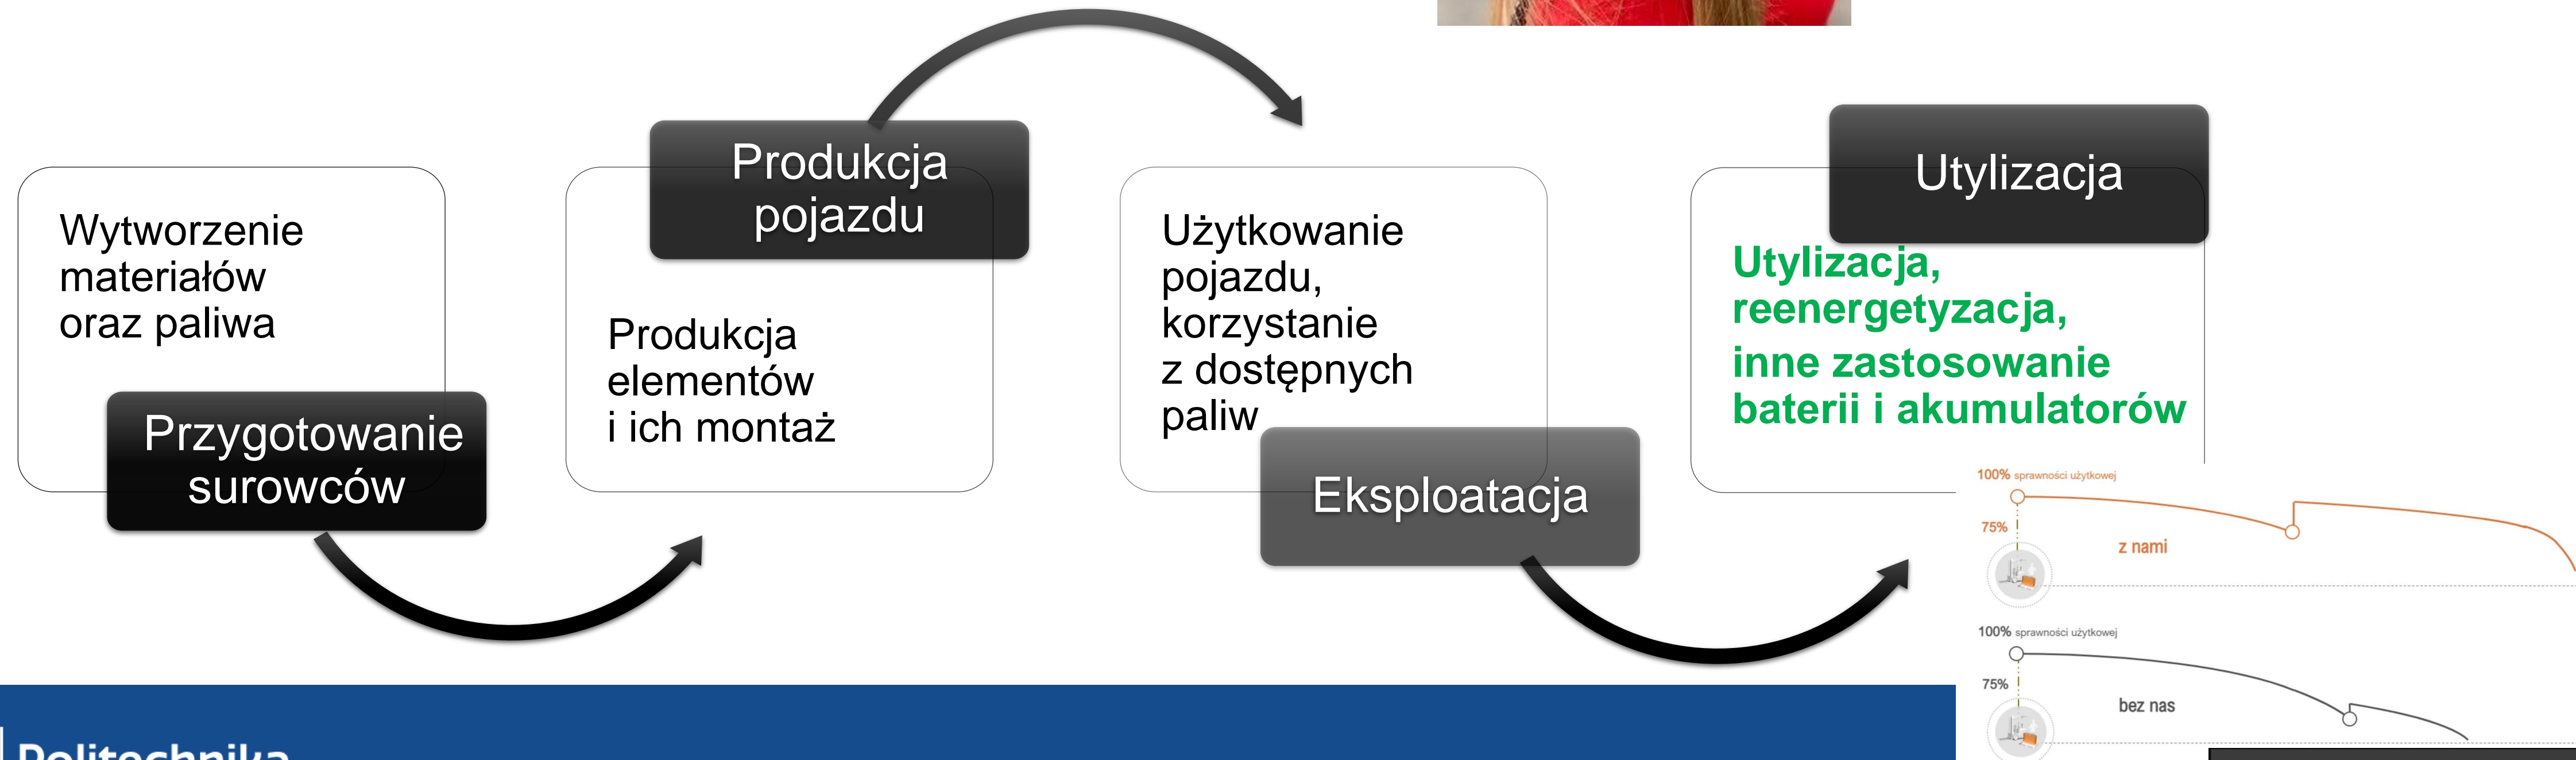 Wytworzenie
materiałów
oraz paliwa
Przygotowanie
surowców
Produkcja
pojazdu
Produkcja
elementów
i ich montaż
Użytkowanie
pojazdu,
korzystanie
z dostępnych
paliw
Eksploatacja
Utylizacja
Utylizacja,
reenergetyzacja,
inne zastosowanie
baterii i akumulatorów
100% sprawności użytkowej
75%
z nami
100% sprawności użytkowej
75%
bez nas
Politechnika